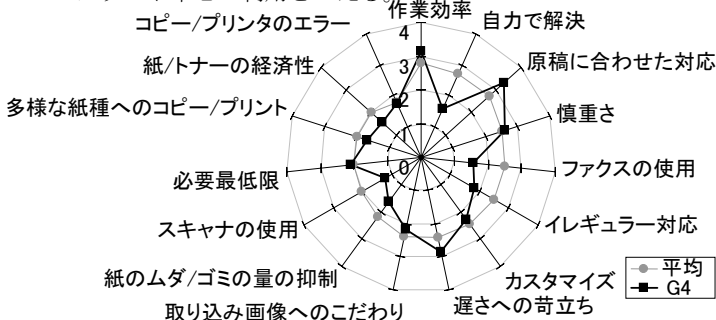 作業効率
コピー/プリンタのエラー
自力で解決
紙/トナーの経済性
原稿に合わせた対応
多様な紙種へのコピー/プリント
慎重さ
必要最低限
ファクスの使用
スキャナの使用
イレギュラー対応
紙のムダ/ゴミの量の抑制
カスタマイズ
取り込み画像へのこだわり
遅さへの苛立ち
4
3
2
1
0
平均
G4